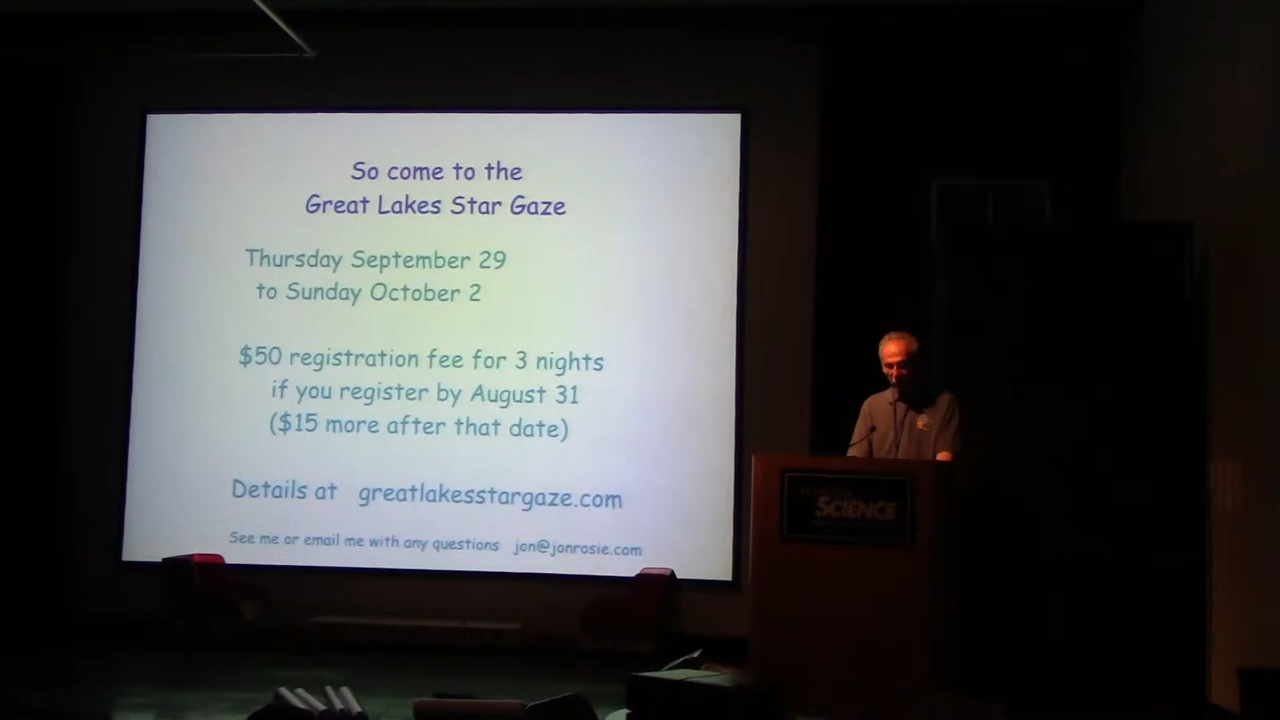 So come to the
Great Lakes Star Gaze
Thursday September 29
to Sunday October 2
$50 registration fee for 3 nights
if you register by August 31
($15 more after that date)
Details at greatlakesstargaze.com
See me or email me with any questions jon@jonrosie.com
SCIENCE